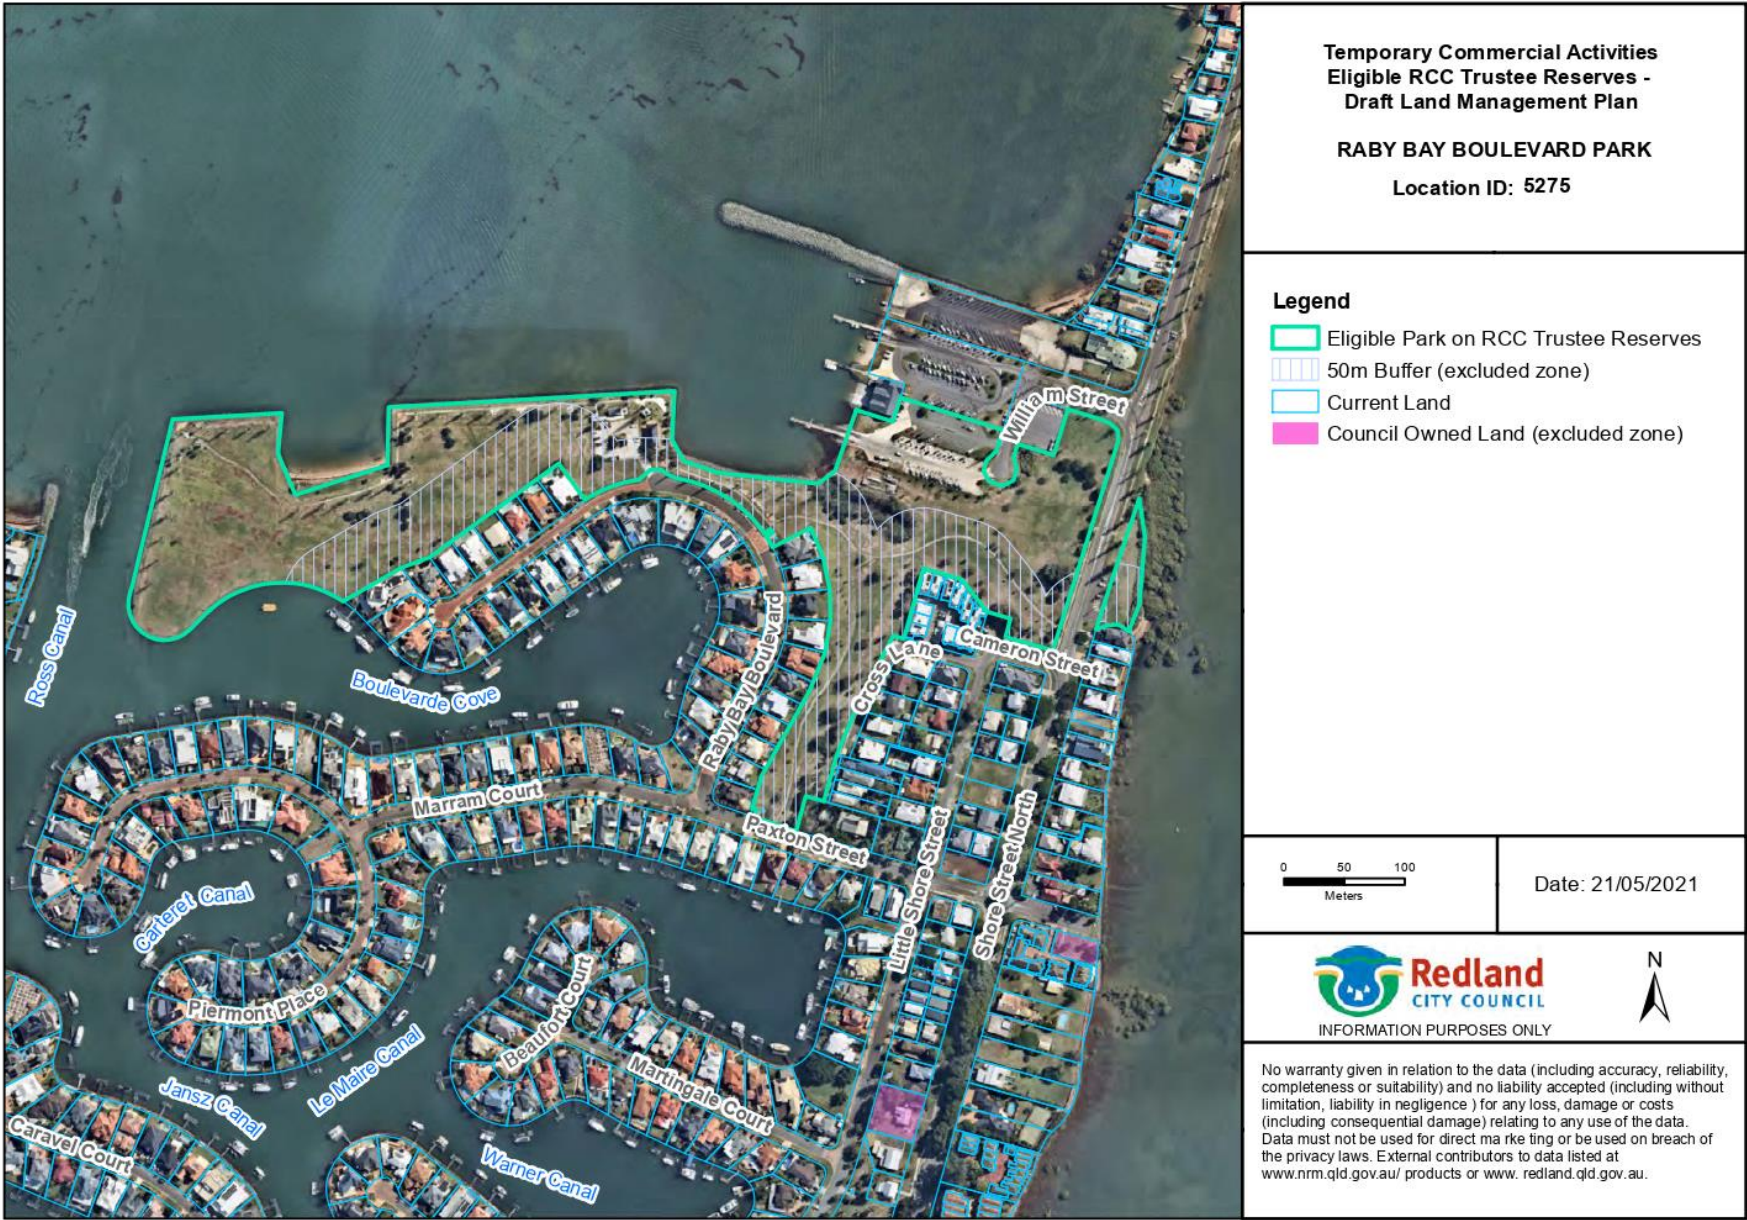 Temporary Commercial Activities
Eligible RCC Trustee Reserves -
Draft Land Management Plan
RABY BAY BOULEVARD PARK
Location ID: 5275
Legend
Eligible Park on RCC Trustee Reserves
50m Buffer (excluded zone)
Current Land
Council Owned Land (excluded zone)
0 50 100
Meters
Date: 21/05/2021
Redland
CITY COUNCIL
INFORMATION PURPOSES ONLY
N
No warranty given in relation to the data (including accuracy, reliability,
completeness or suitability) and no liability accepted (including without
limitation, liability in negligence ) for any loss, damage or costs
(including consequential damage) relating to any use of the data.
Data must not be used for direct ma rke ting or be used on breach of
the privacy laws. External contributors to data listed at
www.nrm.qld.gov.au/ products or www. redland.qld.gov.au.
Willia m Street
Ross Canal
Boulevarde Cove
Raby Bay Boulevard
Cross La ne
Cameron Street
Marram Court
Paxton Street
Little Shore Street
Shore Street North
Carteret Canal
Piermont Place
Beaufort Court
Martingale Court
Le Maire Canal
Jansz Canal
Caravel Court
Warner Canal